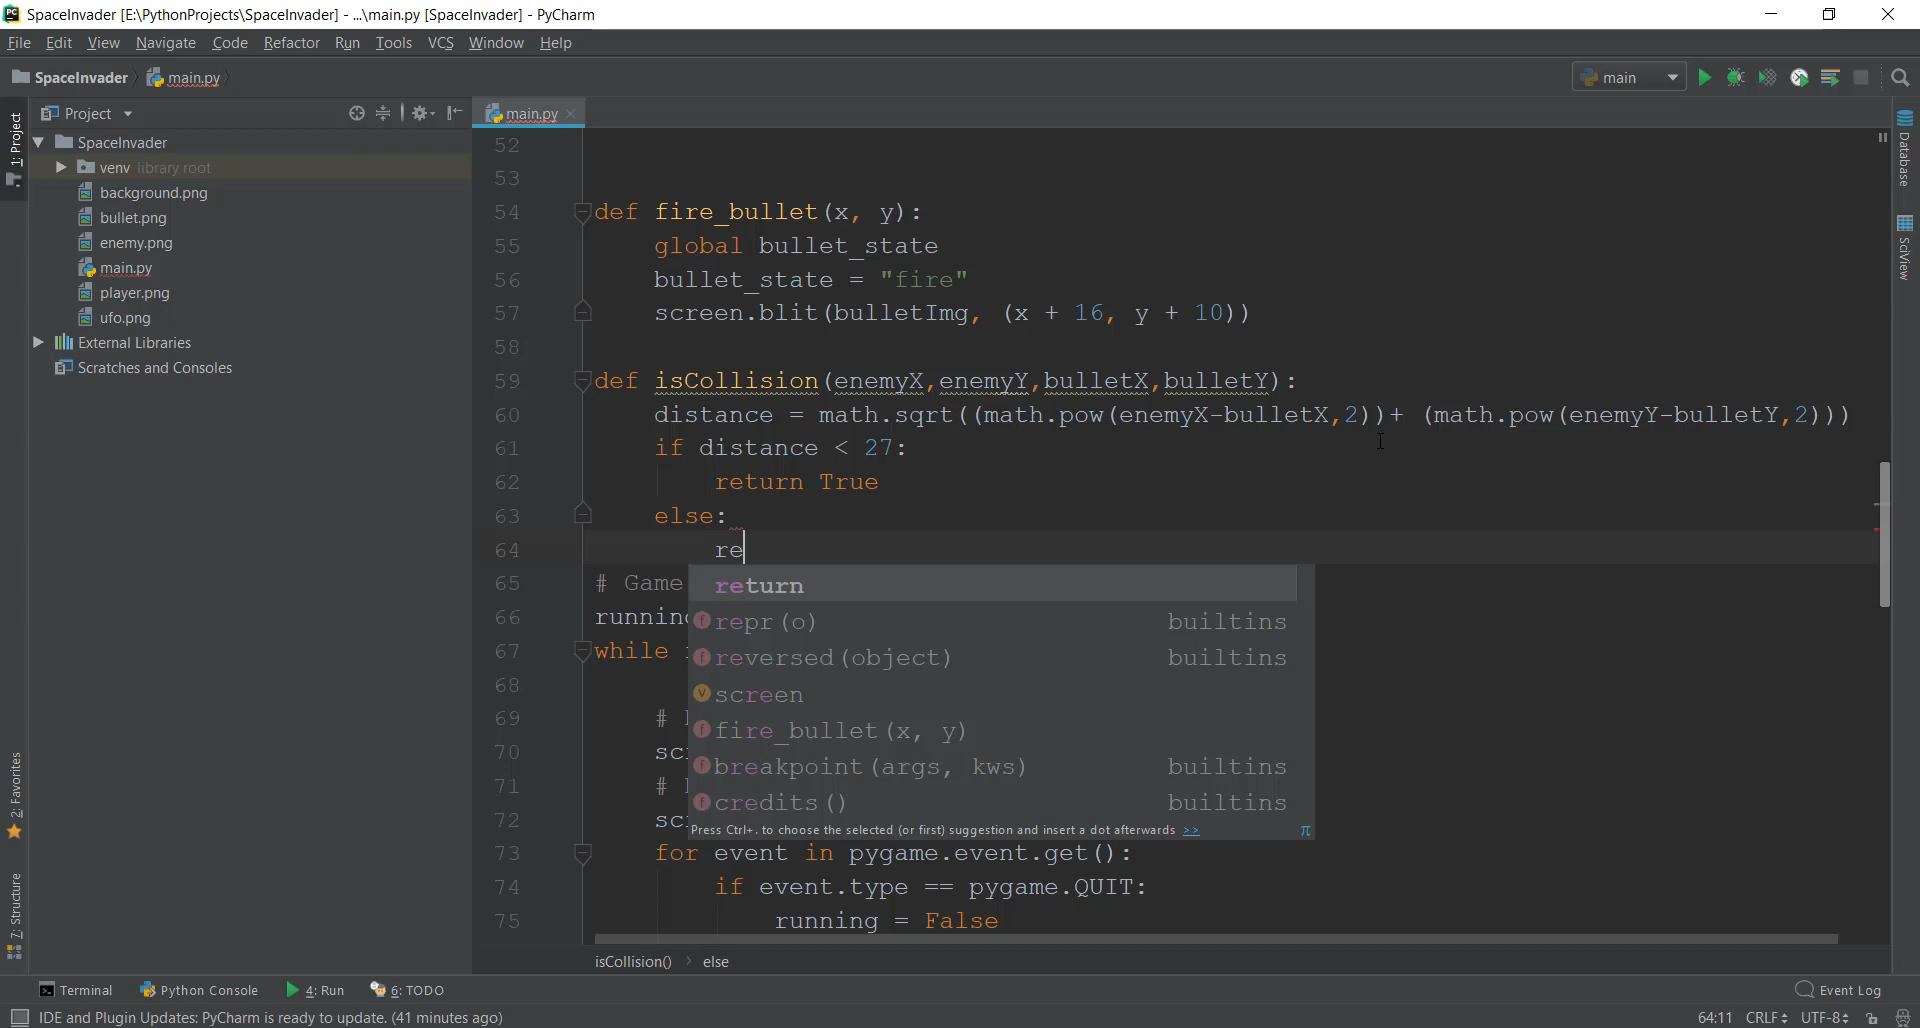 SpaceInvader [E:\PythonProjects\SpaceInvader] - ...\main.py [SpaceInvader] - PyCharm
File Edit View Navigate Code Refactor Run Tools VCS Window Help
SpaceInvader main.py
main
Project
main.py
1: Project
SpaceInvader
venv library root
background.png
bullet.png
enemy.png
main.py
player.png
ufo.png
External Libraries
Scratches and Consoles
2: Favorites
7: Structure
52
53
54 def fire_bullet(x, y):
55 global bullet_state
56 bullet_state = "fire"
57 screen.blit(bulletImg, (x + 16, y + 10))
58
59 def isCollision(enemyX,enemyY,bulletX,bulletY):
60 distance = math.sqrt((math.pow(enemyX-bulletX,2))+ (math.pow(enemyY-bulletY,2)))
61 if distance < 27:
62 return True
63 else:
64 re
65 # Game
66 running
67 while
68
69 #
70 sc
71 #
72 sc
73 for event in pygame.event.get():
74 if event.type == pygame.QUIT:
75 running = False
return
repr(o) builtins
reversed(object) builtins
screen
fire_bullet(x, y)
breakpoint(args, kws) builtins
credits() builtins
Press Ctrl+. to choose the selected (or first) suggestion and insert a dot afterwards >> π
Database
SciView
isCollision() > else
Terminal Python Console 4: Run 6: TODO Event Log
IDE and Plugin Updates: PyCharm is ready to update. (41 minutes ago) 64:11 CRLF UTF-8